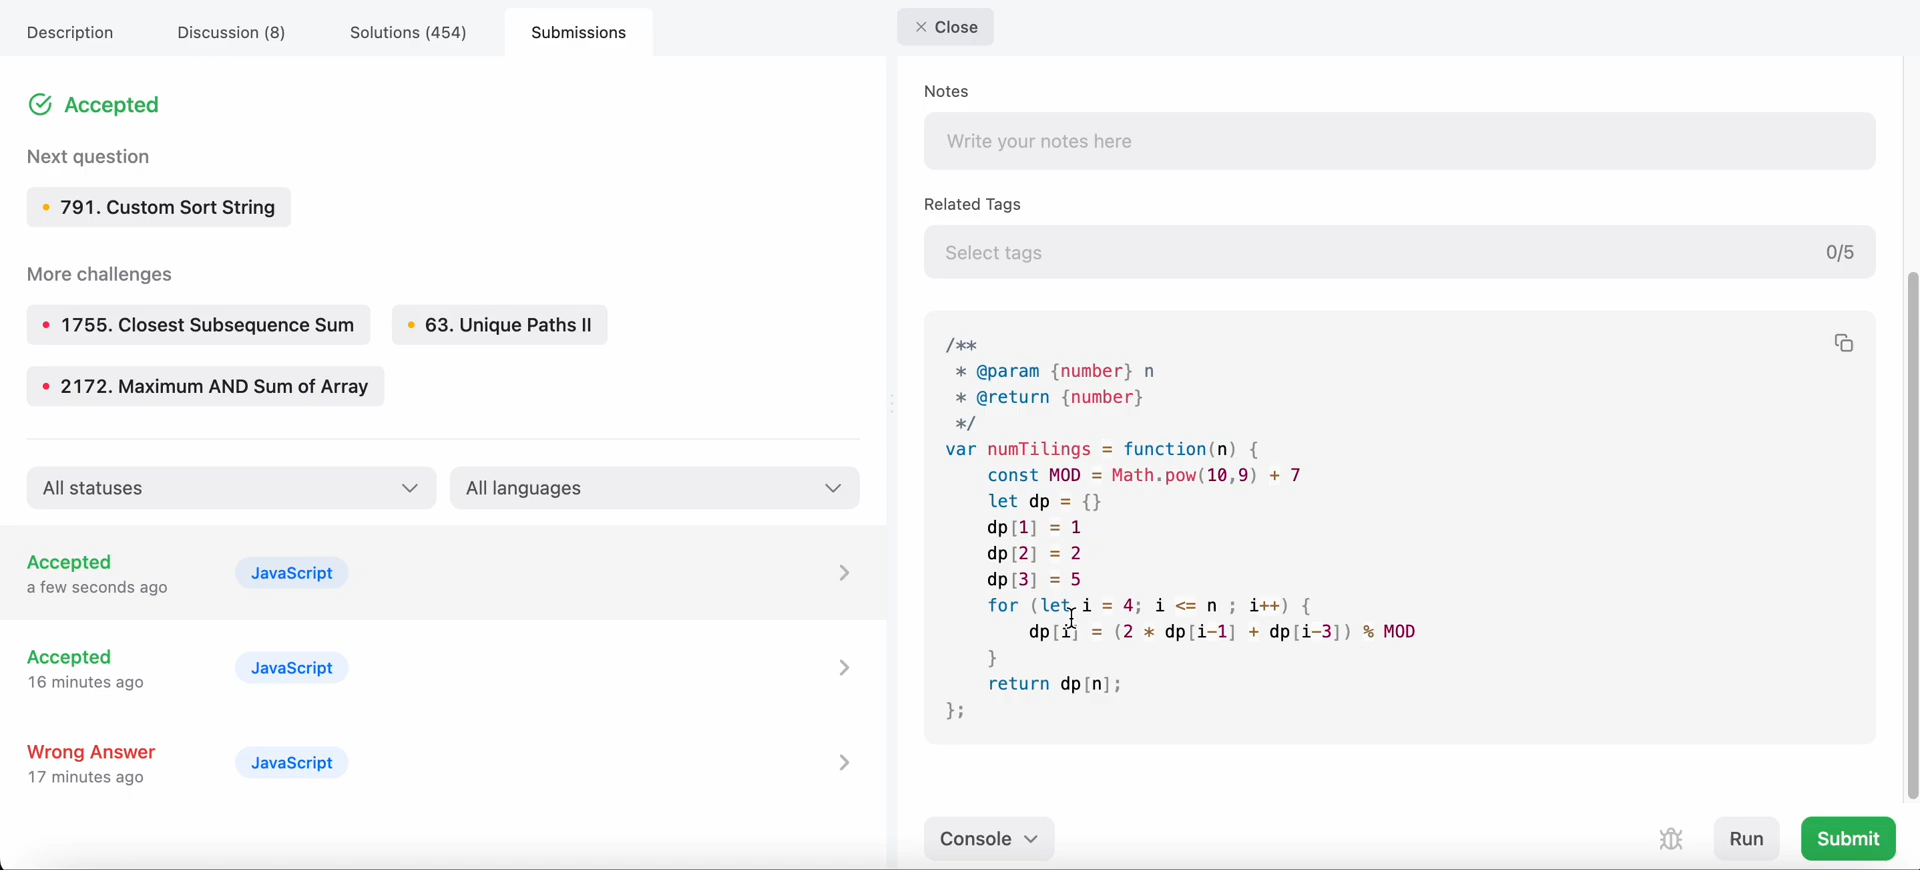 Description
Discussion (8)
Solutions (454)
Submissions
Close
Accepted
Next question
791. Custom Sort String
More challenges
1755. Closest Subsequence Sum
63. Unique Paths II
2172. Maximum AND Sum of Array
All statuses
All languages
Accepted
a few seconds ago
JavaScript
Accepted
16 minutes ago
JavaScript
Wrong Answer
17 minutes ago
JavaScript
Notes
Write your notes here
Related Tags
Select tags
0/5
/**
 * @param {number} n
 * @return {number}
 */
var numTilings = function(n) {
    const MOD = Math.pow(10,9) + 7
    let dp = {}
    dp[1] = 1
    dp[2] = 2
    dp[3] = 5
    for (let i = 4; i <= n ; i++) {
        dp[i] = (2 * dp[i-1] + dp[i-3]) % MOD
    }
    return dp[n];
};
Console
Run
Submit